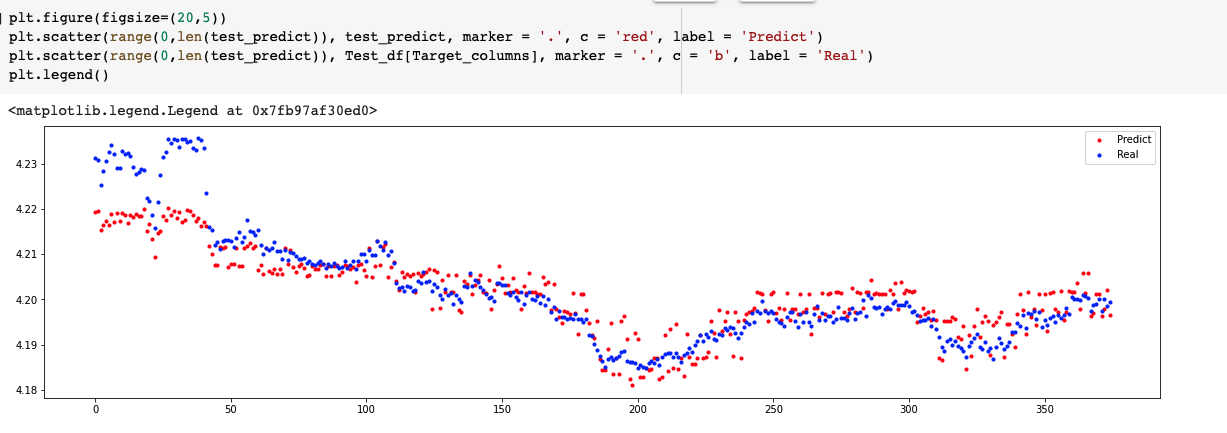 plt.figure(figsize=(20,5))
plt.scatter(range(0,len(test_predict)), test_predict, marker = '.', c = 'red', label = 'Predict')
plt.scatter(range(0,len(test_predict)), Test_df[Target_columns], marker = '.', c = 'b', label = 'Real')
plt.legend()
<matplotlib.legend.Legend at 0x7fb97af30ed0>
Predict
Real
4.23
4.22
4.21
4.20
4.19
4.18
0 50 100 150 200 250 300 350